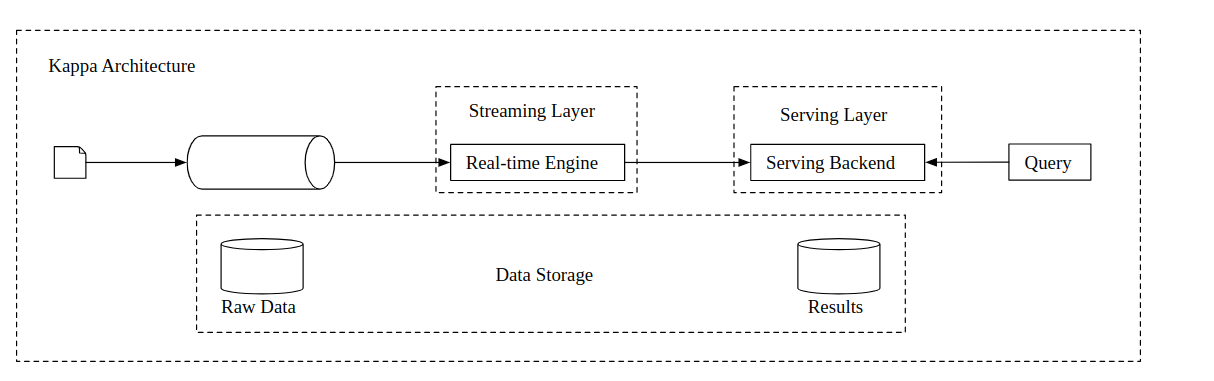 Kappa Architecture
Streaming Layer
Serving Layer
Real-time Engine
Serving Backend
Query
Data Storage
Raw Data
Results